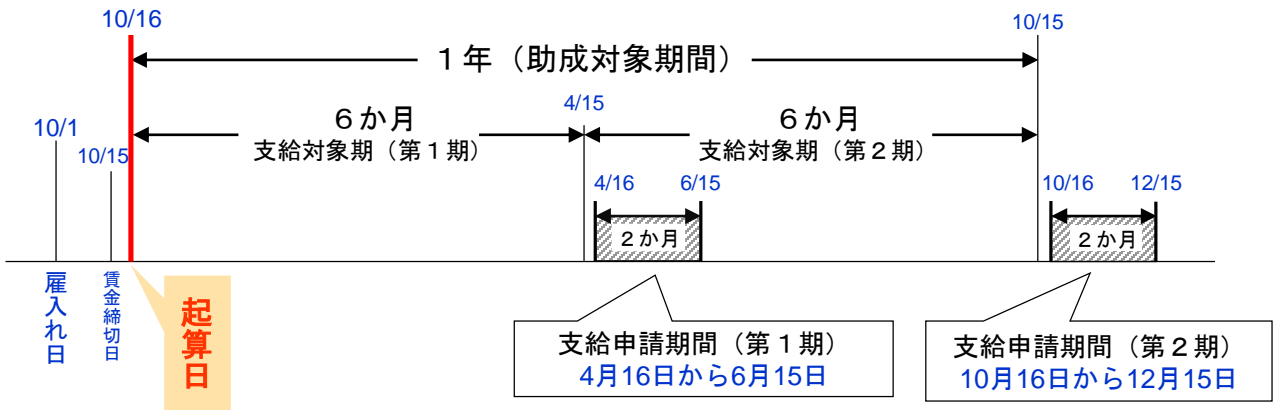 10/16
10/15
１年（助成対象期間）
10/1
10/15
６か月
支給対象期（第１期）
4/15
６か月
支給対象期（第２期）
4/16
6/15
２か月
10/16
12/15
２か月
雇入れ日
賃金締切日
起算日
支給申請期間（第１期）
4月16日から6月15日
支給申請期間（第２期）
10月16日から12月15日